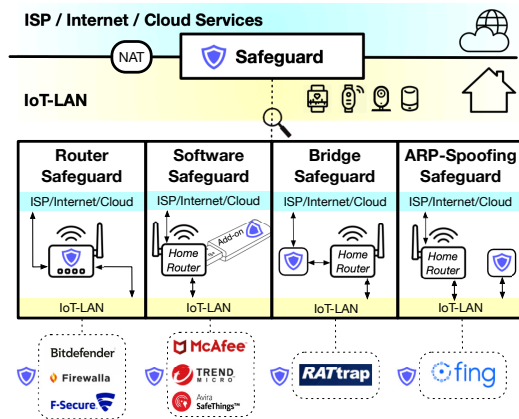 ISP / Internet / Cloud Services
NAT
Safeguard
IoT-LAN
Router
Safeguard
ISP/Internet/Cloud
IoT-LAN
Software
Safeguard
ISP/Internet/Cloud
Add-on
Home
Router
IoT-LAN
Bridge
Safeguard
ISP/Internet/Cloud
Home
Router
IoT-LAN
ARP-Spoofing
Safeguard
ISP/Internet/Cloud
Home
Router
IoT-LAN
Bitdefender
Firewalla
F-Secure.
McAfee
TREND
MICRO
Avira
SafeThings™
RATtrap
fing